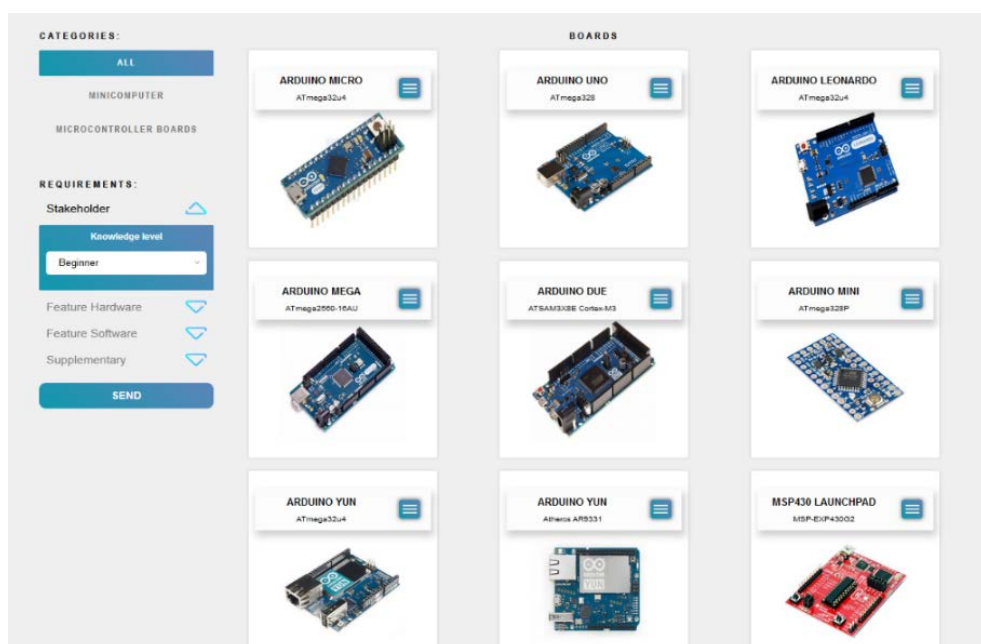 CATEGORIES:
ALL
MINICOMPUTER
MICROCONTROLLER BOARDS
REQUIREMENTS:
Stakeholder
Knowledge level
Beginner
Feature Hardware
Feature Software
Supplementary
SEND
BOARDS
ARDUINO MICRO
ATmega32u4
ARDUINO UNO
ATmega328
ARDUINO LEONARDO
ATmega32u4
ARDUINO MEGA
ATmega2560-16AU
ARDUINO DUE
ATSAM3X8E Cortex-M3
ARDUINO MINI
ATmega328P
ARDUINO YUN
ATmega32u4
ARDUINO YUN
Atheros AR9331
YUN
MSP430 LAUNCHPAD
MSP-EXP430G2